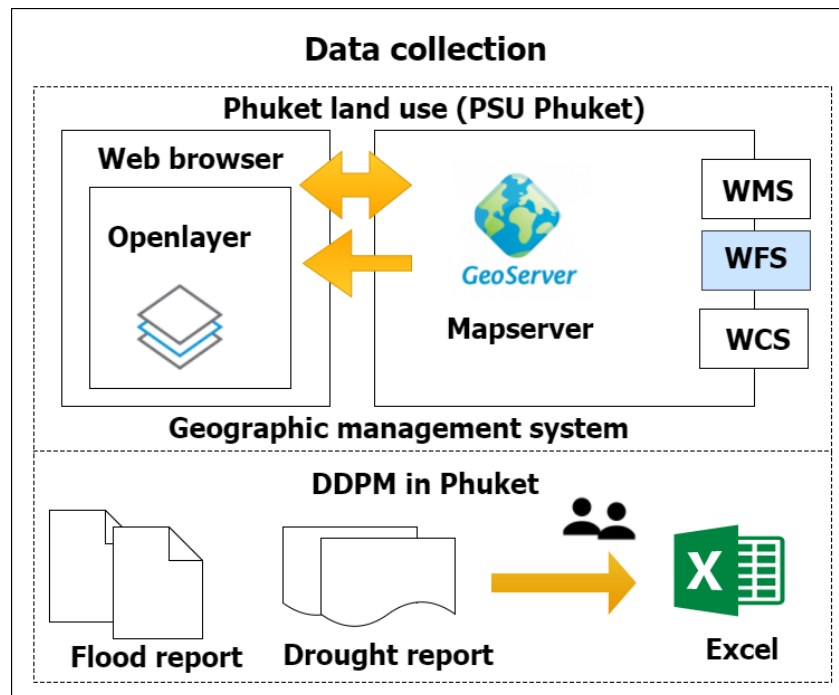 Data collection
Phuket land use (PSU Phuket)
Web browser
Openlayer
GeoServer
Mapserver
WMS
WFS
WCS
Geographic management system
DDPM in Phuket
Flood report
Drought report
X
Excel